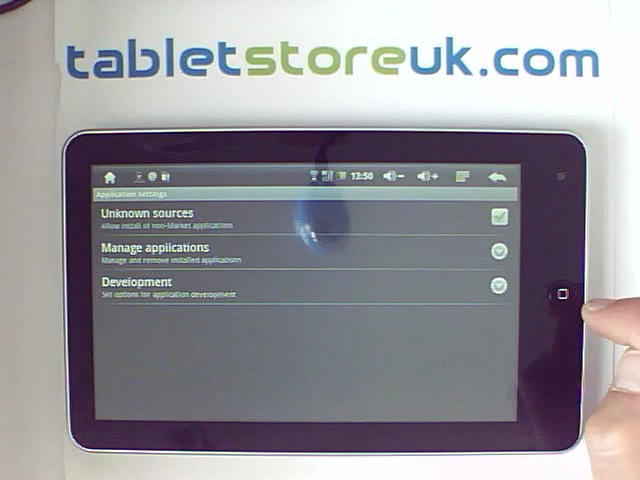 tabletstoreuk.com
12:50
Application settings
Unknown sources
Allow install of non-Market applications
Manage applications
Manage and remove installed applications
Development
Set options for application development